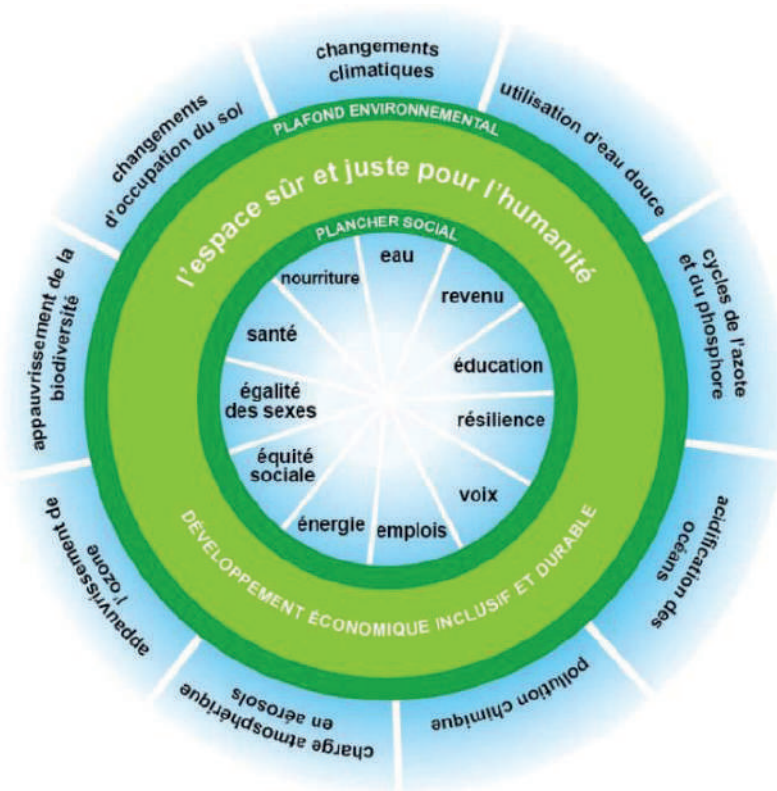 changements
climatiques
utilisation d'eau douce
cycles de l'azote
et du phosphore
acidification des
océans
pollution chimique
charge atmosphérique
en aérosols
appauvrissement de
l'ozone
appauvrissement de la
biodiversité
changements
d'occupation du sol
PLAFOND ENVIRONNEMENTAL
l'espace sûr et juste pour l'humanité
PLANCHER SOCIAL
eau
revenu
éducation
résilience
voix
emplois
énergie
équité
sociale
égalité
des sexes
santé
nourriture
DÉVELOPPEMENT ÉCONOMIQUE INCLUSIF ET DURABLE